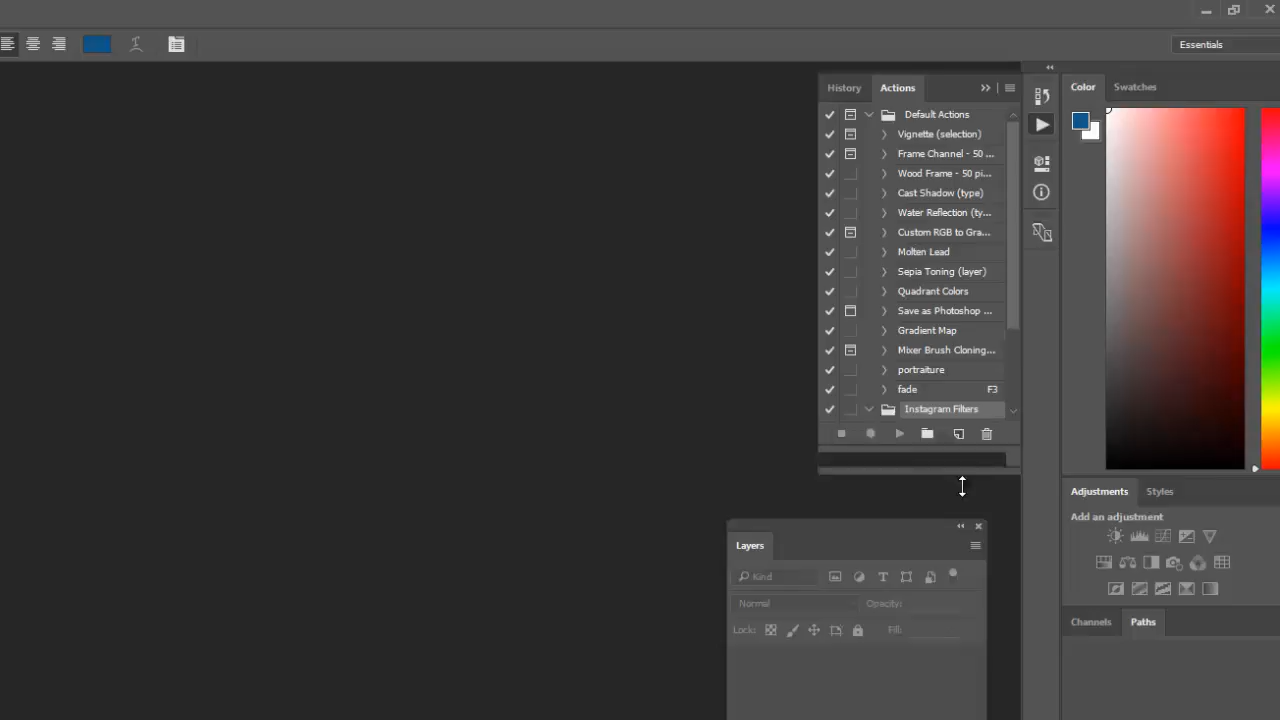 Essentials
History
Actions
Default Actions
Vignette (selection)
Frame Channel - 50 ...
Wood Frame - 50 pi...
Cast Shadow (type)
Water Reflection (ty...
Custom RGB to Gra...
Molten Lead
Sepia Toning (layer)
Quadrant Colors
Save as Photoshop ...
Gradient Map
Mixer Brush Cloning...
portraiture
fade F3
Instagram Filters
Color
Swatches
Adjustments
Styles
Add an adjustment
Layers
Kind
Normal
Opacity:
Lock:
Fill:
Channels
Paths